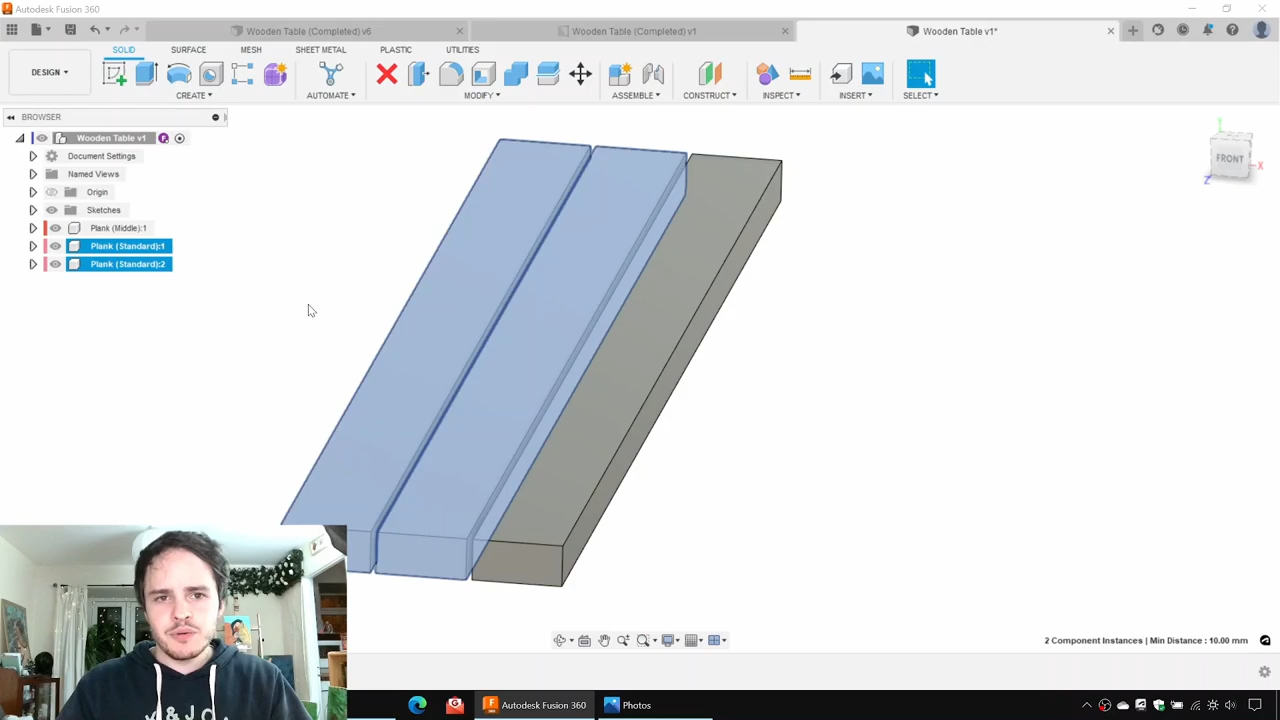 Autodesk Fusion 360
Wooden Table (Completed) v6
Wooden Table (Completed) v1
Wooden Table v1*
SOLID
SURFACE
MESH
SHEET METAL
PLASTIC
UTILITIES
DESIGN
CREATE
AUTOMATE
MODIFY
ASSEMBLE
CONSTRUCT
INSPECT
INSERT
SELECT
BROWSER
Wooden Table v1
Document Settings
Named Views
Origin
Sketches
Plank (Middle):1
Plank (Standard):1
Plank (Standard):2
Y
FRONT
X
Z
2 Component Instances | Min Distance : 10.00 mm
Autodesk Fusion 360
Photos